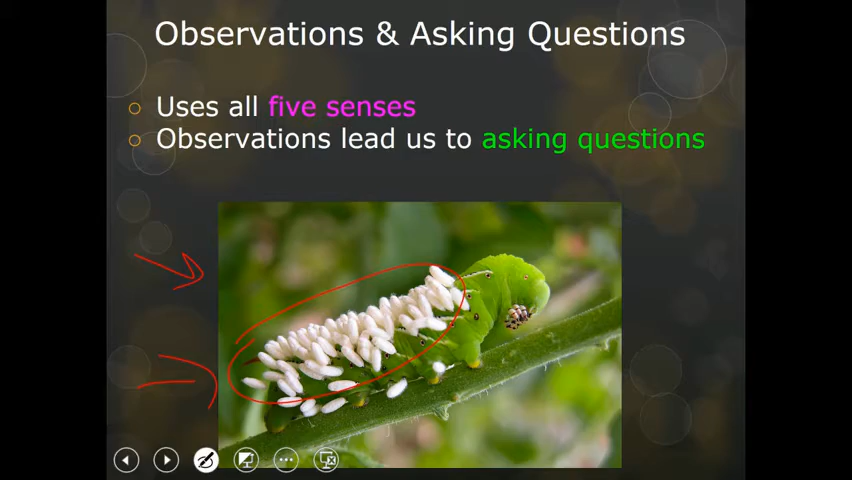 Observations & Asking Questions
Uses all five senses
Observations lead us to asking questions